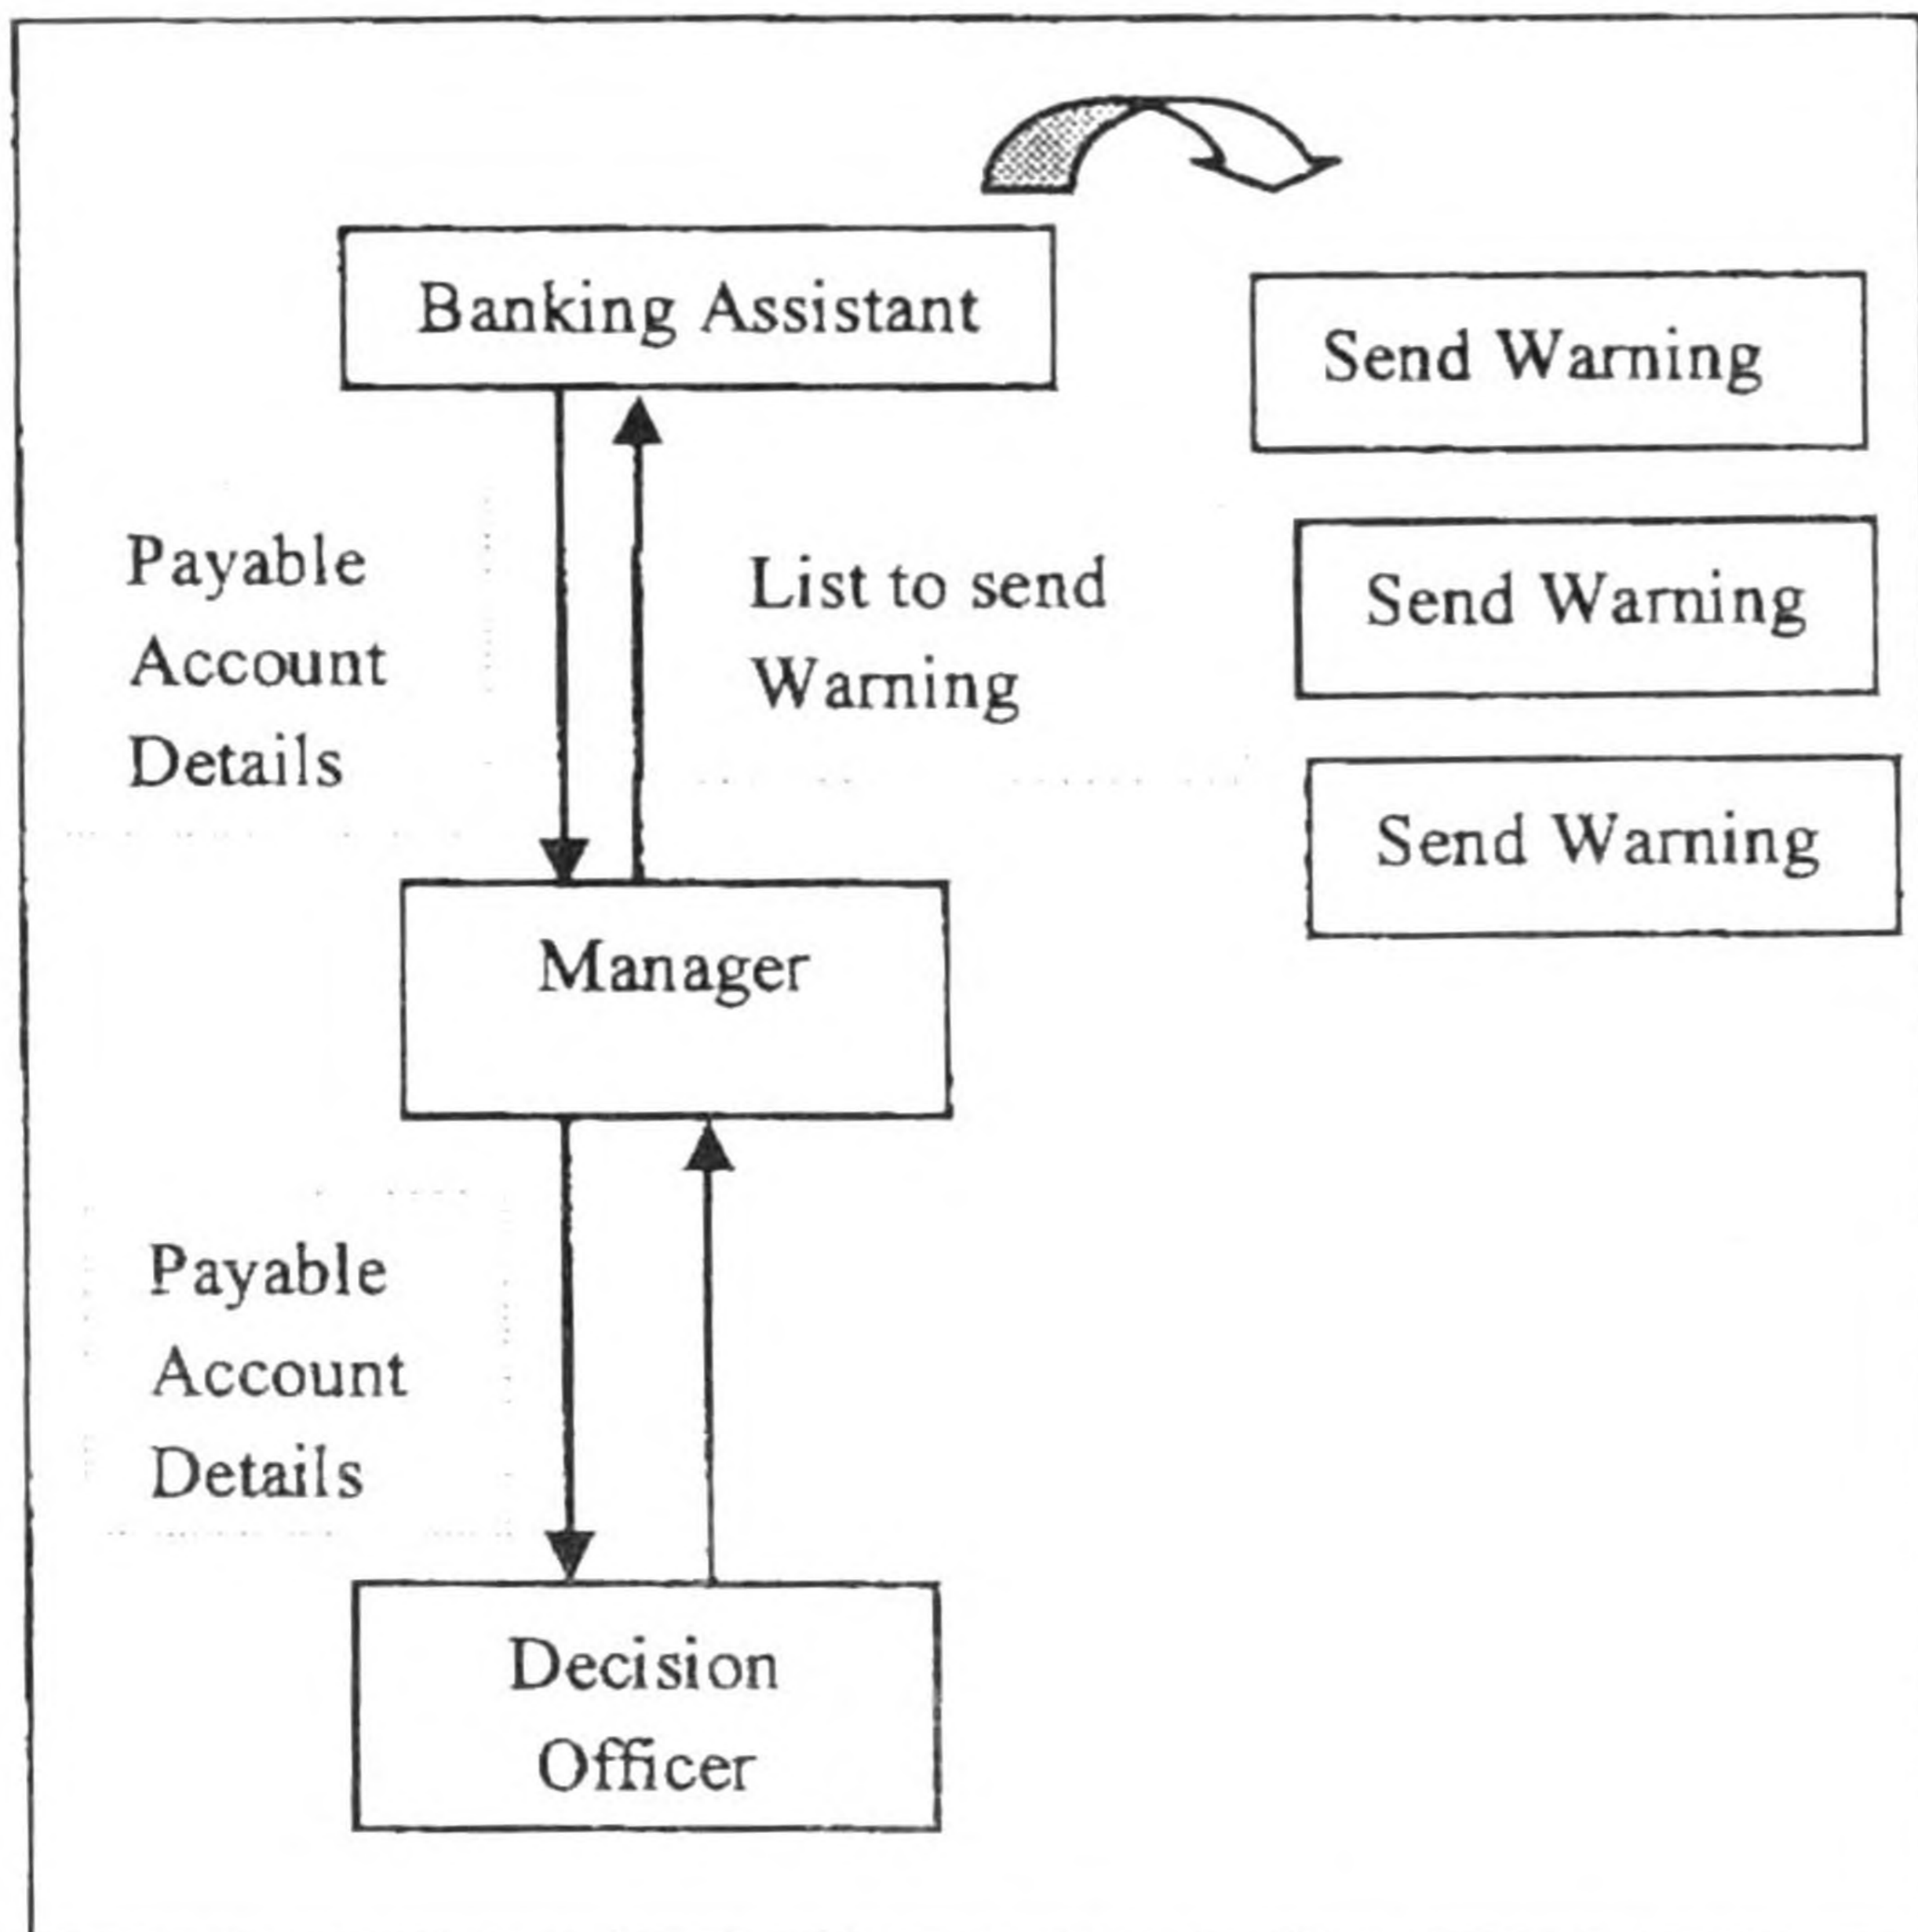 Banking Assistant
Send Warning
Payable
Account
Details
List to send
Warning
Send Warning
Send Warning
Manager
Payable
Account
Details
Decision
Officer